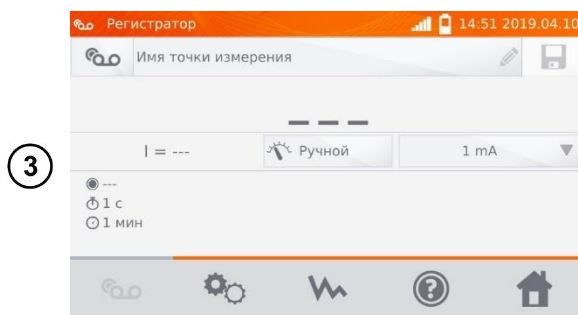 Регистратор 14:51 2019.04.10
Имя точки измерения
---
I = --- Ручной 1 mA
3
---
1 с
1 мин
?